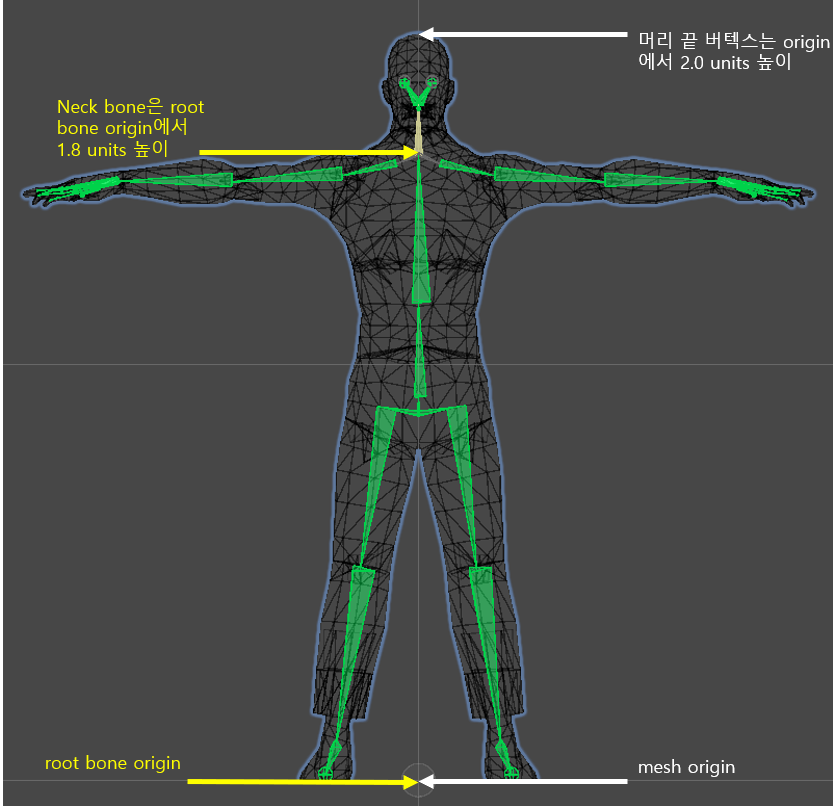 머리 끝 버텍스는 origin
에서 2.0 units 높이
Neck bone은 root
bone origin에서
1.8 units 높이
root bone origin
mesh origin